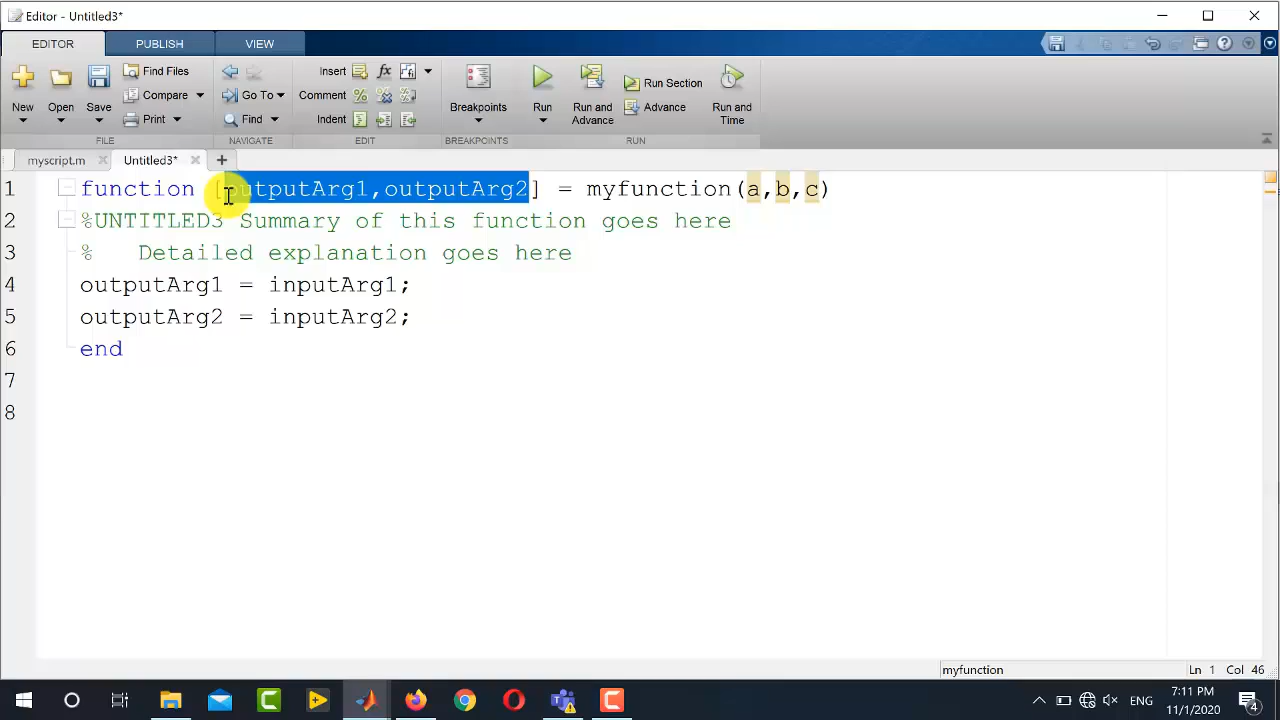 Editor - Untitled3*
EDITOR PUBLISH VIEW
New
Open
Save
Find Files
Compare
Print
FILE
Go To
Find
NAVIGATE
Insert fx
Comment % %
Indent
EDIT
Breakpoints
BREAKPOINTS
Run
Run and
Advance
Run Section
Advance
Run and
Time
RUN
myscript.m Untitled3* +
1 function [outputArg1,outputArg2] = myfunction(a,b,c)
2 %UNTITLED3 Summary of this function goes here
3 % Detailed explanation goes here
4 outputArg1 = inputArg1;
5 outputArg2 = inputArg2;
6 end
7
8
myfunction Ln 1 Col 46
ENG
7:11 PM
11/1/2020
4